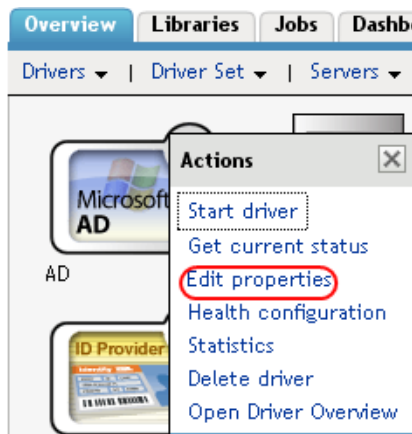 Overview Libraries Jobs Dashb
Drivers | Driver Set | Servers
Actions
Microsoft
AD
Start driver
Get current status
AD
Edit properties
Health configuration
ID Provider
Statistics
Delete driver
Open Driver Overview